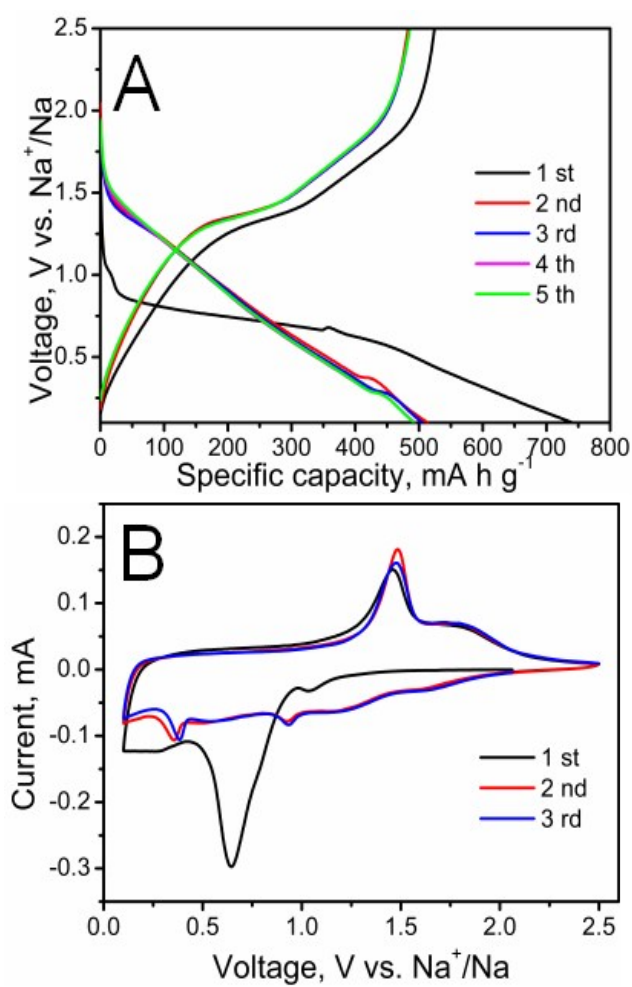 A
2.5
2.0
1.5
1.0
0.5
Voltage, V vs. Na⁺/Na
1 st
2 nd
3 rd
4 th
5 th
0 100 200 300 400 500 600 700 800
Specific capacity, mA h g⁻¹
B
0.2
0.1
0.0
-0.1
-0.2
-0.3
Current, mA
1 st
2 nd
3 rd
0.0 0.5 1.0 1.5 2.0 2.5
Voltage, V vs. Na⁺/Na